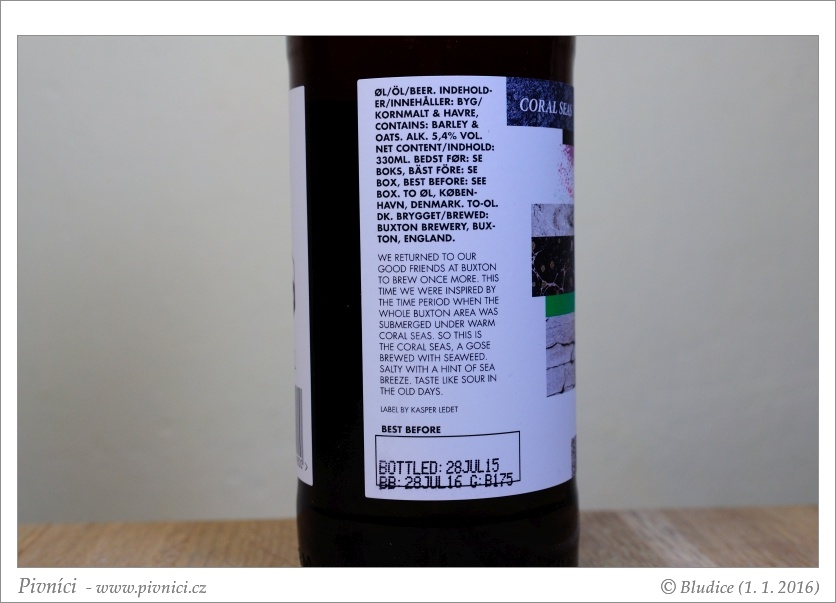 ØL/ÖL/BEER. INDEHOLD-
ER/INNEHÅLLER: BYG/
KORNMALT & HAVRE,
CONTAINS: BARLEY &
OATS. ALK. 5,4% VOL.
NET CONTENT/INDHOLD:
330ML. BEDST FØR: SE
BOKS, BÄST FÖRE: SE
BOX, BEST BEFORE: SEE
BOX. TO ØL, KØBEN-
HAVN, DENMARK. TO-OL.
DK. BRYGGET/BREWED:
BUXTON BREWERY, BUX-
TON, ENGLAND.
WE RETURNED TO OUR
GOOD FRIENDS AT BUXTON
TO BREW ONCE MORE. THIS
TIME WE WERE INSPIRED BY
THE TIME PERIOD WHEN THE
WHOLE BUXTON AREA WAS
SUBMERGED UNDER WARM
CORAL SEAS. SO THIS IS
THE CORAL SEAS, A GOSE
BREWED WITH SEAWEED.
SALTY WITH A HINT OF SEA
BREEZE. TASTE LIKE SOUR IN
THE OLD DAYS.
LABEL BY KASPER LEDET
BEST BEFORE
BOTTLED: 28JUL15
BB: 28JUL16 G:B175
CORAL SEAS
Pivníci - www.pivnici.cz
© Bludice (1. 1. 2016)